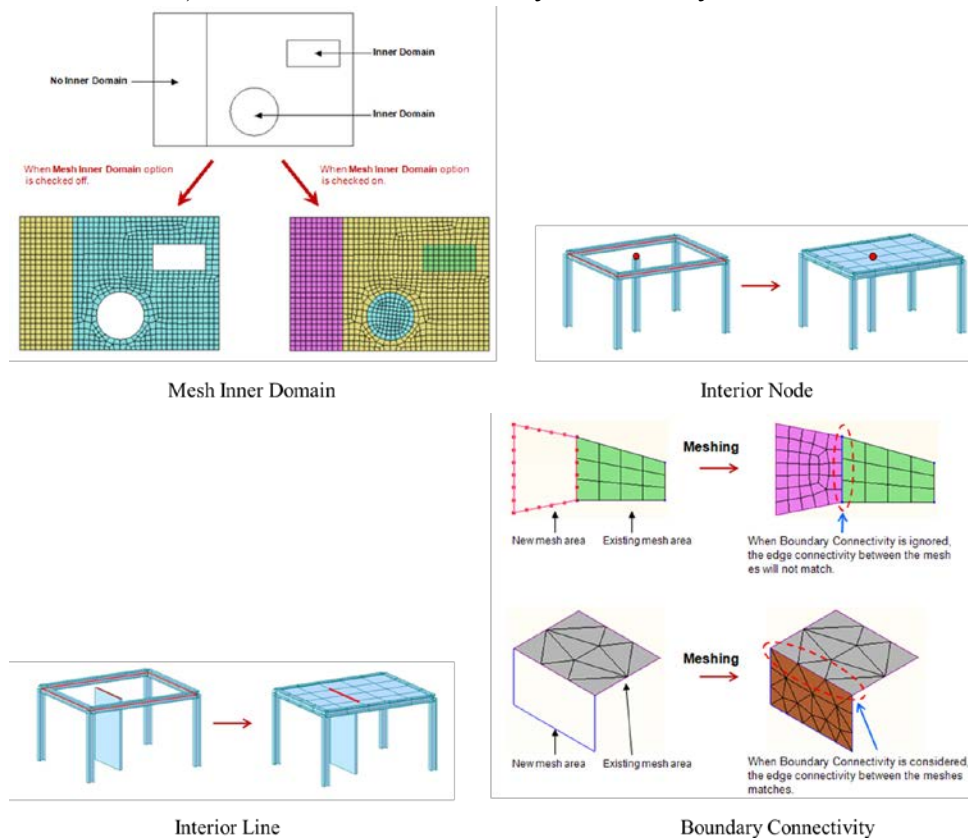 Inner Domain
No Inner Domain
Inner Domain
When Mesh Inner Domain option
is checked off.
When Mesh Inner Domain option
is checked on.
Mesh Inner Domain
Interior Node
Meshing
New mesh area
Existing mesh area
When Boundary Connectivity is ignored,
the edge connectivity between the mesh
es will not match.
Meshing
New mesh area
Existing mesh area
When Boundary Connectivity is considered,
the edge connectivity between the meshes
matches.
Interior Line
Boundary Connectivity